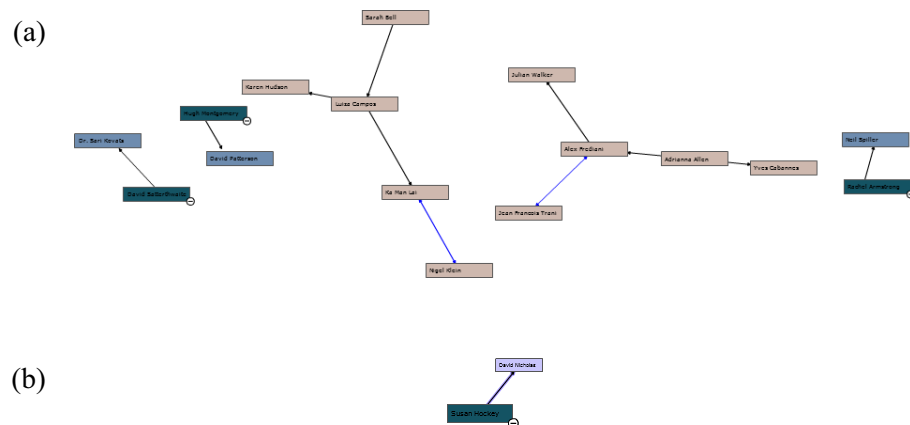 (a)
Sarah Bell
Julian Walker
Karen Hudson
Luiza Campos
Hugh Montgomery
Dr. Sari Kovats
Neil Spiller
Alex Frediani
David Patterson
Adrianna Allen
Yves Cabannes
Rachel Armstrong
David Satterthwaite
Ka Man Lai
Jean Francois Trani
Nigel Klein
(b)
David Nicholas
Susan Hockey